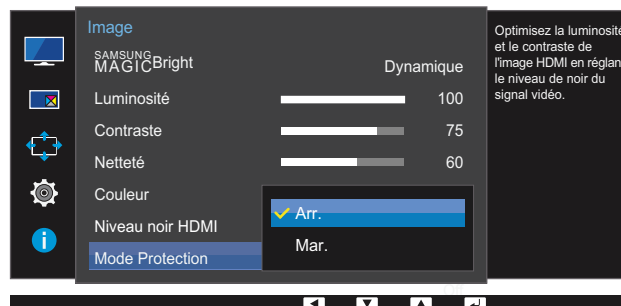 Image
SAMSUNG
MAGICBright Dynamique
Luminosité 100
Contraste 75
Netteté 60
Couleur
Niveau noir HDMI
Mode Protection
Arr.
Mar.
Optimisez la luminosité
et le contraste de
l'image HDMI en réglan
le niveau de noir du
signal vidéo.